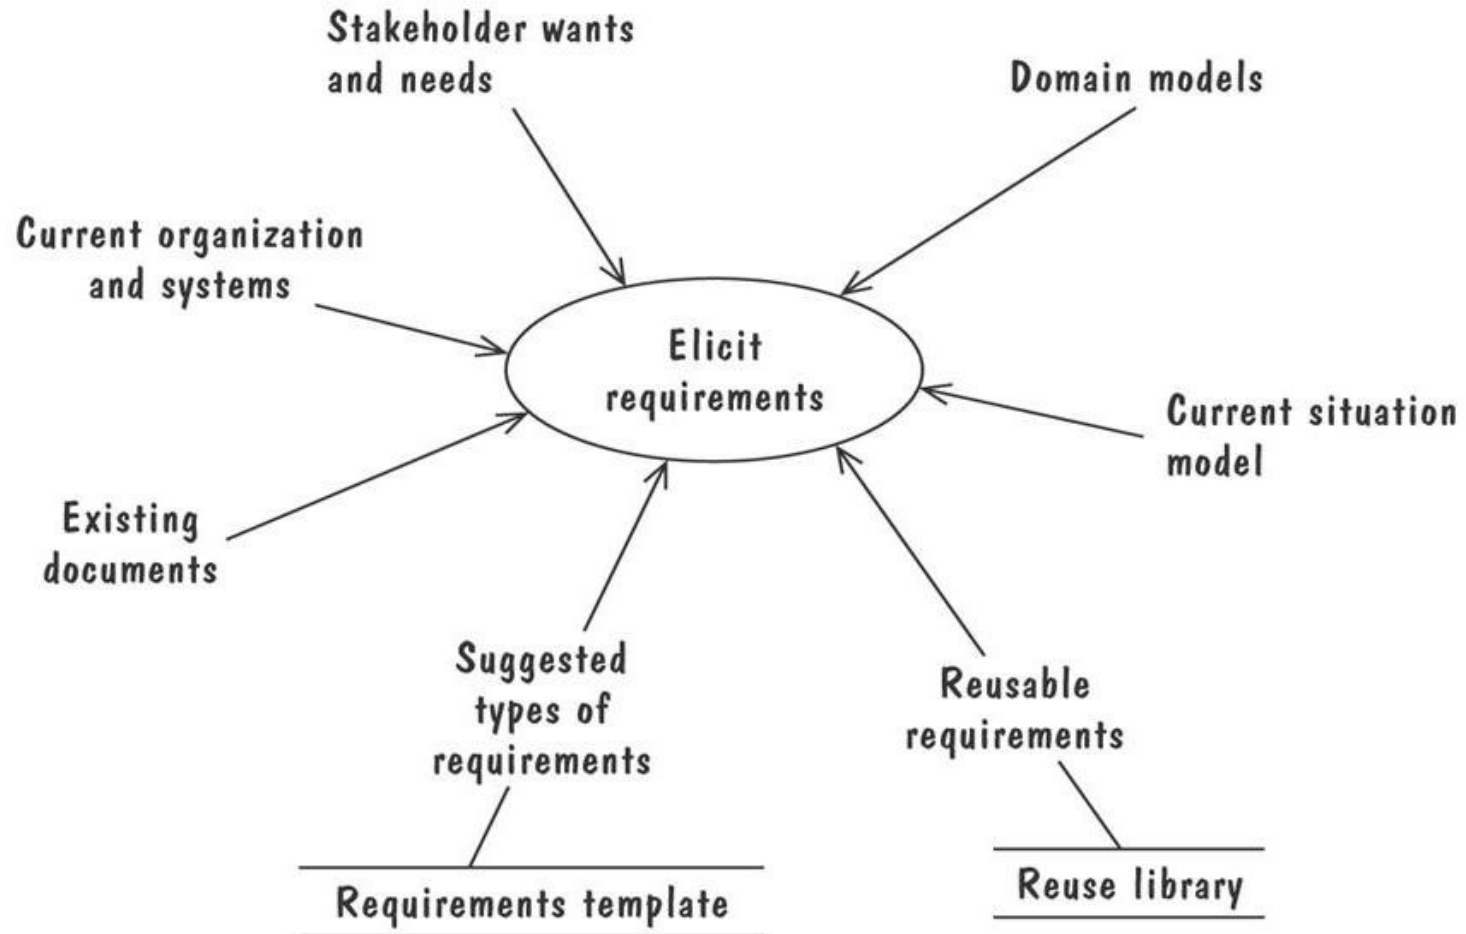 Stakeholder wants
and needs
Domain models
Current organization
and systems
Elicit
requirements
Current situation
model
Existing
documents
Suggested
types of
requirements
Reusable
requirements
Requirements template
Reuse library